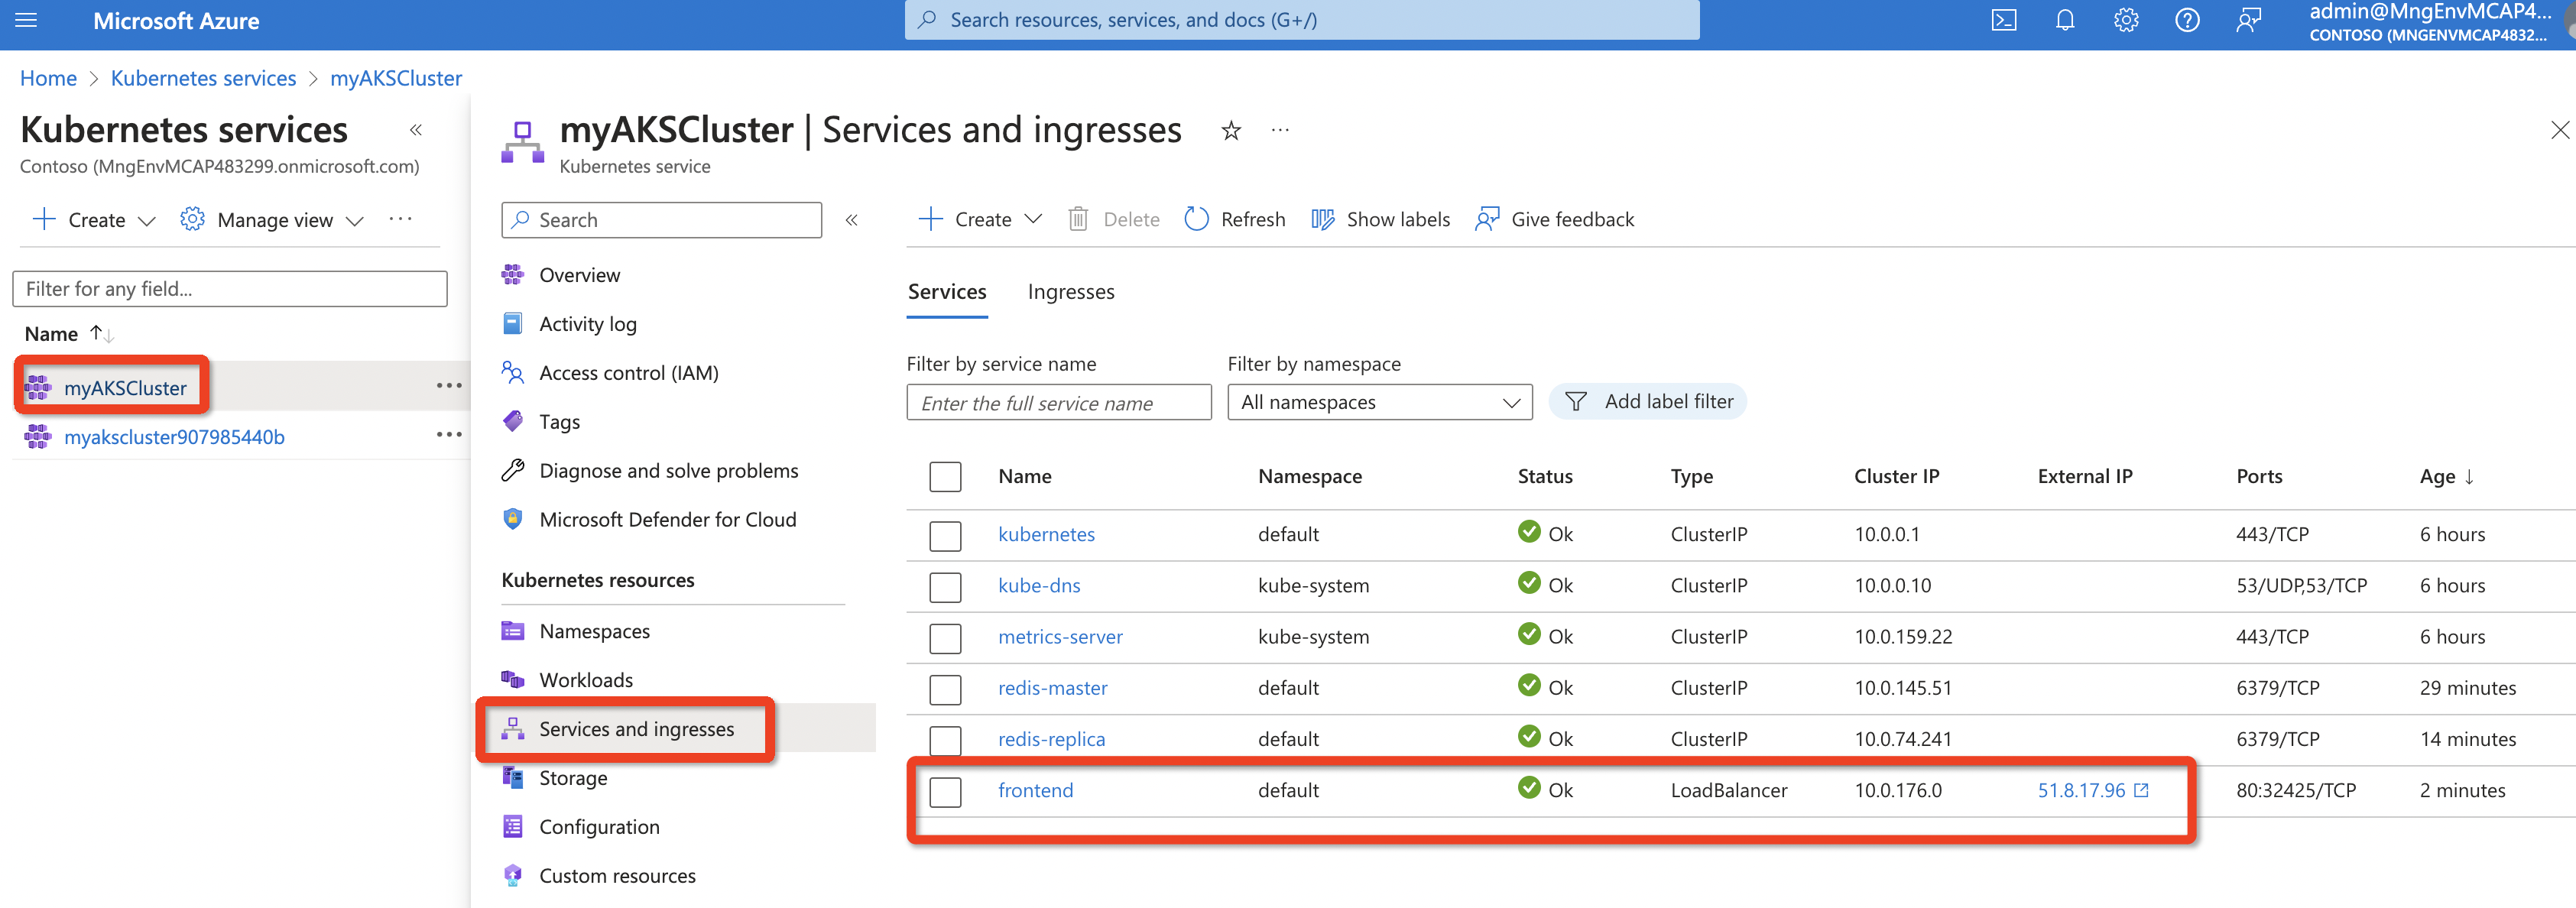 Microsoft Azure
Search resources, services, and docs (G+/)
admin@MngEnvMCAP4...
CONTOSO (MNGENVMCAP4832...
Home > Kubernetes services > myAKSCluster
Kubernetes services
Contoso (MngEnvMCAP483299.onmicrosoft.com)
Create
Manage view
Filter for any field...
Name
myAKSCluster
myakscluster907985440b
myAKSCluster | Services and ingresses
Kubernetes service
Search
Overview
Activity log
Access control (IAM)
Tags
Diagnose and solve problems
Microsoft Defender for Cloud
Kubernetes resources
Namespaces
Workloads
Services and ingresses
Storage
Configuration
Custom resources
Create Delete Refresh Show labels Give feedback
Services Ingresses
Filter by service name Filter by namespace
Enter the full service name All namespaces Add label filter
Name Namespace Status Type Cluster IP External IP Ports Age ↓
kubernetes default Ok ClusterIP 10.0.0.1 443/TCP 6 hours
kube-dns kube-system Ok ClusterIP 10.0.0.10 53/UDP,53/TCP 6 hours
metrics-server kube-system Ok ClusterIP 10.0.159.22 443/TCP 6 hours
redis-master default Ok ClusterIP 10.0.145.51 6379/TCP 29 minutes
redis-replica default Ok ClusterIP 10.0.74.241 6379/TCP 14 minutes
frontend default Ok LoadBalancer 10.0.176.0 51.8.17.96 80:32425/TCP 2 minutes